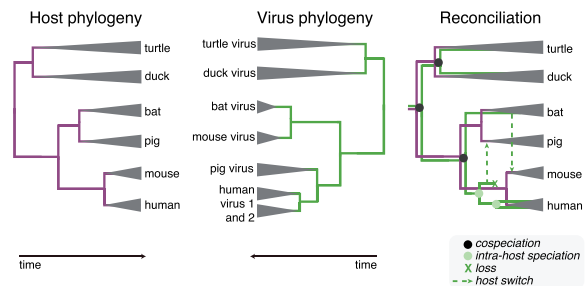 Host phylogeny
turtle
duck
bat
pig
mouse
human
time
Virus phylogeny
turtle virus
duck virus
bat virus
mouse virus
pig virus
human
virus 1
and 2
time
Reconciliation
turtle
duck
bat
pig
mouse
human
X
cospeciation
intra-host speciation
X loss
host switch